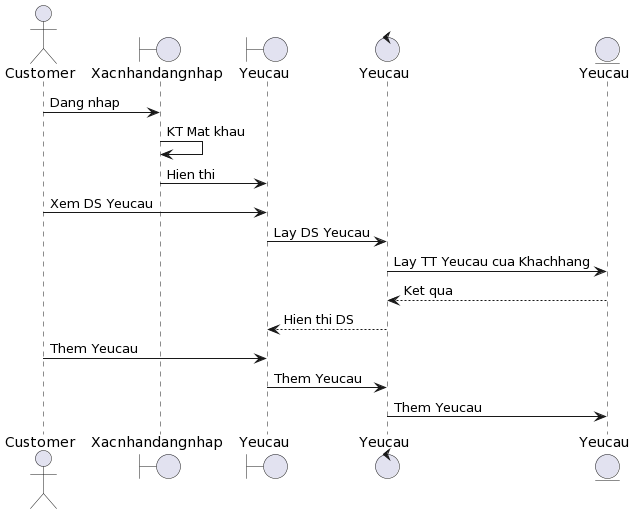 Customer Xacnhandangnhap Yeucau Yeucau Yeucau
Dang nhap
KT Mat khau
Hien thi
Xem DS Yeucau
Lay DS Yeucau
Lay TT Yeucau cua Khachhang
Ket qua
Hien thi DS
Them Yeucau
Them Yeucau
Them Yeucau
Customer Xacnhandangnhap Yeucau Yeucau Yeucau